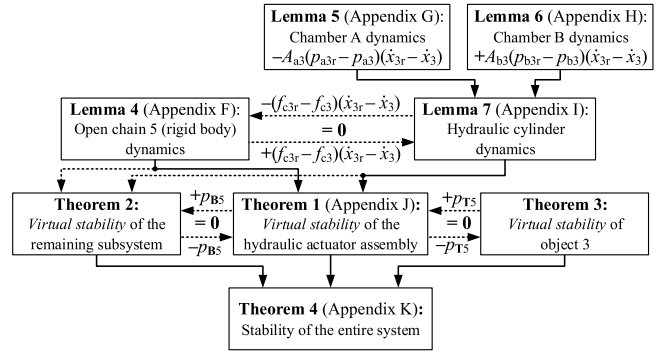 Lemma 5 (Appendix G):
Chamber A dynamics
−Aa3(pa3r− pa3)(ẋ3r− ẋ3)
Lemma 6 (Appendix H):
Chamber B dynamics
+Ab3(pb3r− pb3)(ẋ3r− ẋ3)
Lemma 4 (Appendix F):
Open chain 5 (rigid body)
dynamics
−(fc3r− fc3)(ẋ3r− ẋ3)
= 0
+(fc3r− fc3)(ẋ3r− ẋ3)
Lemma 7 (Appendix I):
Hydraulic cylinder
dynamics
Theorem 2:
Virtual stability of the
remaining subsystem
+pB5
= 0
−pB5
Theorem 1 (Appendix J):
Virtual stability of the
hydraulic actuator assembly
+pT5
= 0
−pT5
Theorem 3:
Virtual stability of
object 3
Theorem 4 (Appendix K):
Stability of the entire system